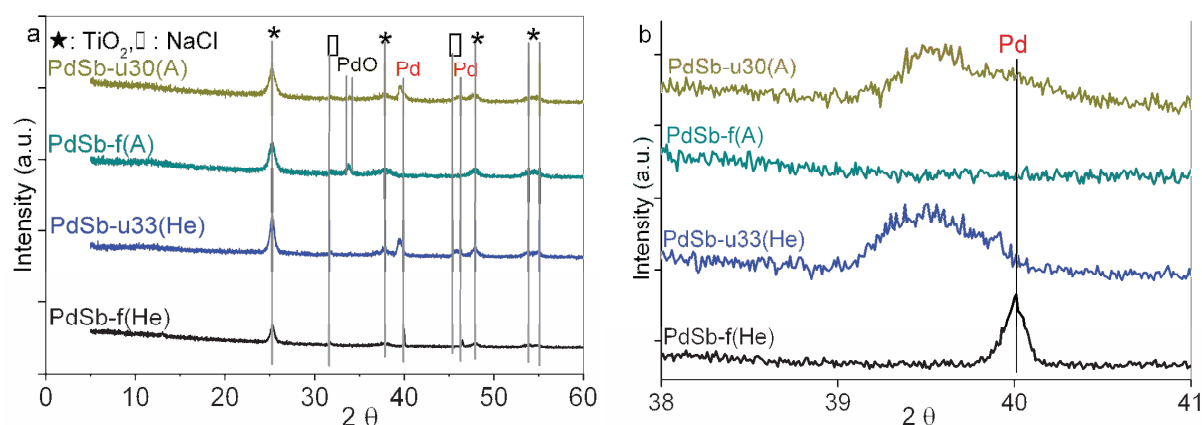 a
★: TiO₂,▯ : NaCl
* ▯ * ▯ * *
PdO Pd Pd
PdSb-u30(A)
PdSb-f(A)
PdSb-u33(He)
PdSb-f(He)
Intensity (a.u.)
0 10 20 30 40 50 60
2 θ
b
Pd
PdSb-u30(A)
PdSb-f(A)
PdSb-u33(He)
PdSb-f(He)
Intensity (a.u.)
38 39 40 41
2 θ